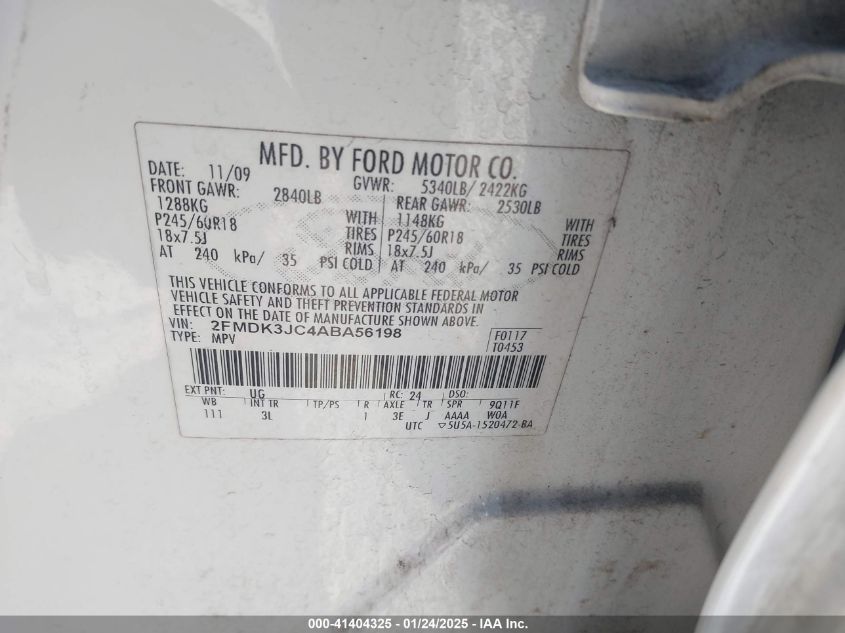 MFD. BY FORD MOTOR CO.
DATE: 11/09 GVWR: 5340LB/ 2422KG
FRONT GAWR: 2840LB REAR GAWR: 2530LB
1288KG WITH 1148KG WITH
P245/60R18 TIRES P245/60R18 TIRES
18x7.5J RIMS 18x7.5J RIMS
AT 240 kPa/ 35 PSI COLD AT 240 kPa/ 35 PSI COLD
THIS VEHICLE CONFORMS TO ALL APPLICABLE FEDERAL MOTOR
VEHICLE SAFETY AND THEFT PREVENTION STANDARDS IN
EFFECT ON THE DATE OF MANUFACTURE SHOWN ABOVE.
VIN: 2FMDK3JC4ABA56198 F0117
TYPE: MPV T0453
EXT PNT: UG RC: 24 DSO:
WB INT TR TP/PS R AXLE TR SPR 9Q11F
111 3L 1 3E J AAAA W0A
UTC ▽5U5A-1520472-BA
000-41404325 - 01/24/2025 - IAA Inc.